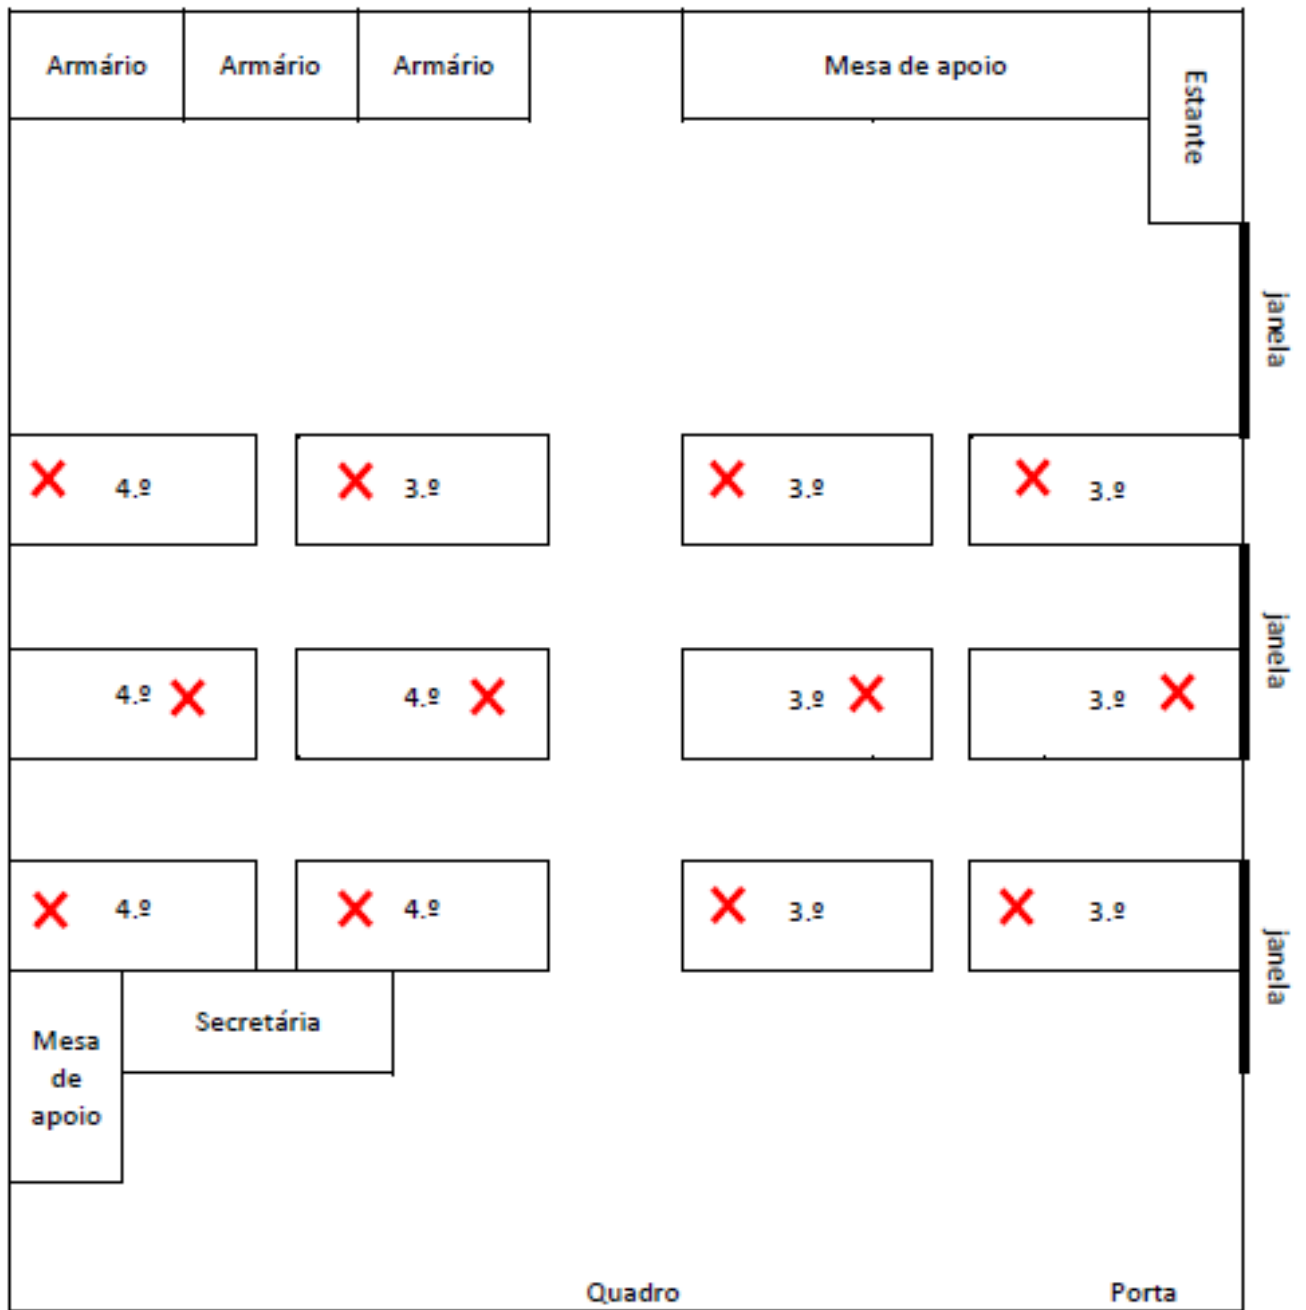 Armário
Armário
Armário
Mesa de apoio
Estante
janela
4.º
3.º
3.º
3.º
janela
4.º
4.º
3.º
3.º
4.º
4.º
3.º
3.º
janela
Secretária
Mesa
de
apoio
Quadro
Porta